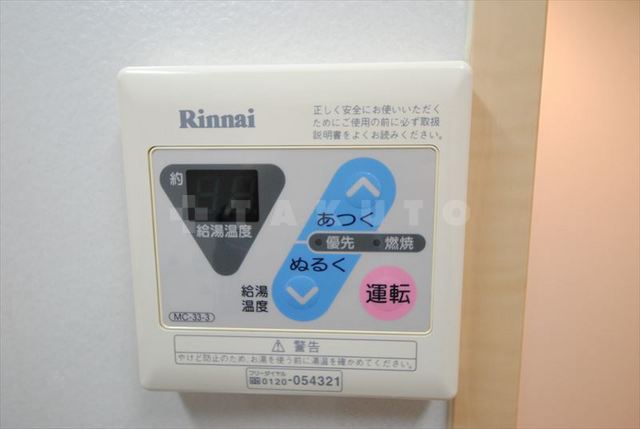 Rinnai
正しく安全にお使いいただく
ためにご使用の前に必ず取扱
説明書をよくお読みください。
約
給湯温度
あつく
優先 燃焼
ぬるく
給湯
温度
運転
MC-33-3
TAKUTO
⚠ 警告
やけど防止のため、お湯を使う前に湯温を確かめてください。
フリーダイヤル
0120-054321